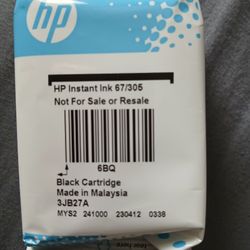 hp
HP Instant Ink 67/305
Not For Sale or Resale
6BQ
Black Cartridge
Made in Malaysia
3JB27A
MYS2 241000 230412 0338